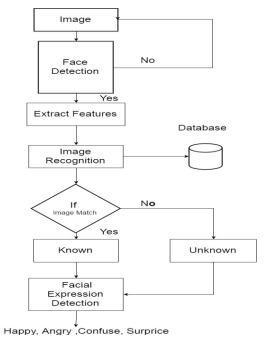 Image
Face
Detection
No
Yes
Extract Features
Database
Image
Recognition
If
Image Match
No
Yes
Known
Unknown
Facial
Expression
Detection
Happy, Angry ,Confuse, Surprice